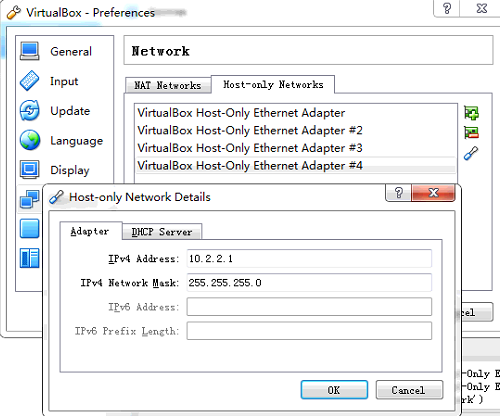 VirtualBox - Preferences
General
Input
Update
Language
Display
Network
NAT Networks
Host-only Networks
VirtualBox Host-Only Ethernet Adapter
VirtualBox Host-Only Ethernet Adapter #2
VirtualBox Host-Only Ethernet Adapter #3
VirtualBox Host-Only Ethernet Adapter #4
Host-only Network Details
Adapter
DHCP Server
IPv4 Address: 10.2.2.1
IPv4 Network Mask: 255.255.255.0
IPv6 Address:
IPv6 Prefix Length:
OK
Cancel
cel
-Only E
-Only E
rk')